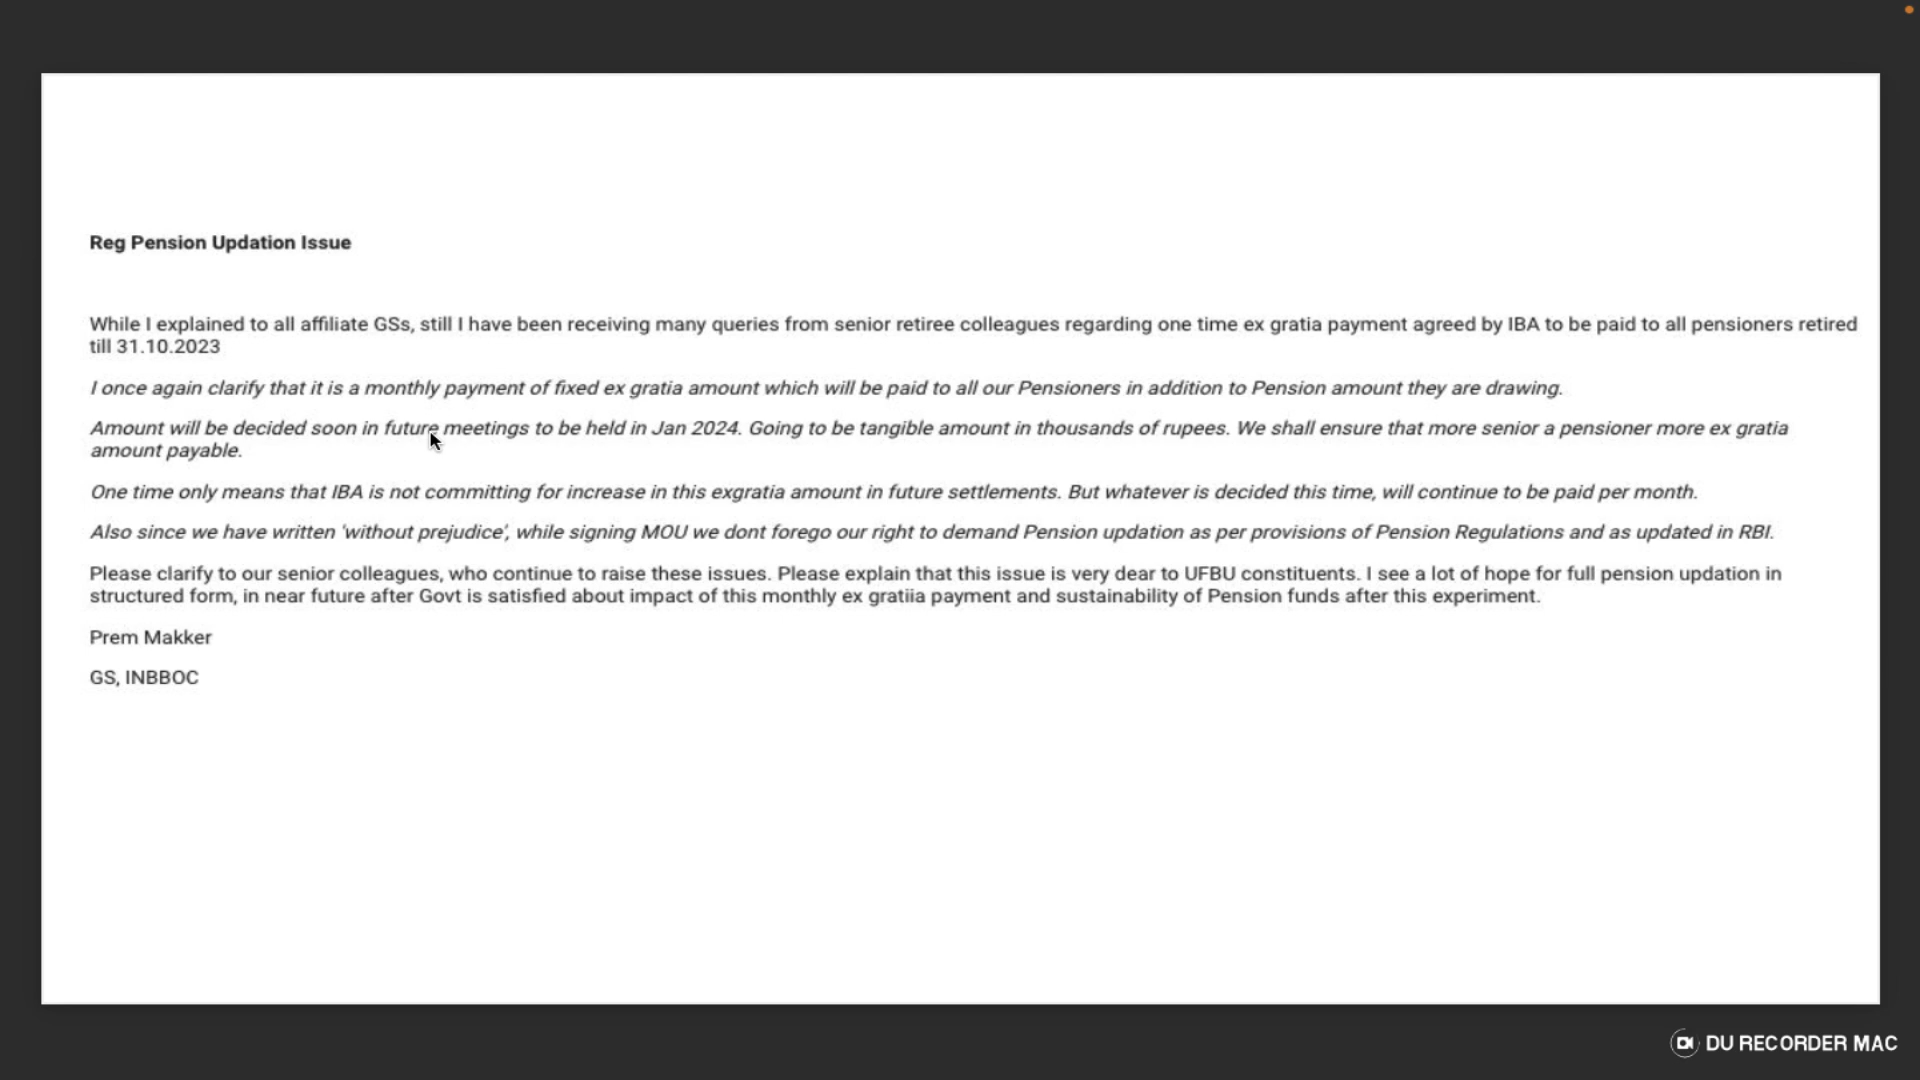 Reg Pension Updation Issue
While I explained to all affiliate GSs, still I have been receiving many queries from senior retiree colleagues regarding one time ex gratia payment agreed by IBA to be paid to all pensioners retired
till 31.10.2023
I once again clarify that it is a monthly payment of fixed ex gratia amount which will be paid to all our Pensioners in addition to Pension amount they are drawing.
Amount will be decided soon in future meetings to be held in Jan 2024. Going to be tangible amount in thousands of rupees. We shall ensure that more senior a pensioner more ex gratia
amount payable.
One time only means that IBA is not committing for increase in this exgratia amount in future settlements. But whatever is decided this time, will continue to be paid per month.
Also since we have written 'without prejudice', while signing MOU we dont forego our right to demand Pension updation as per provisions of Pension Regulations and as updated in RBI.
Please clarify to our senior colleagues, who continue to raise these issues. Please explain that this issue is very dear to UFBU constituents. I see a lot of hope for full pension updation in
structured form, in near future after Govt is satisfied about impact of this monthly ex gratiia payment and sustainability of Pension funds after this experiment.
Prem Makker
GS, INBBOC
DU RECORDER MAC